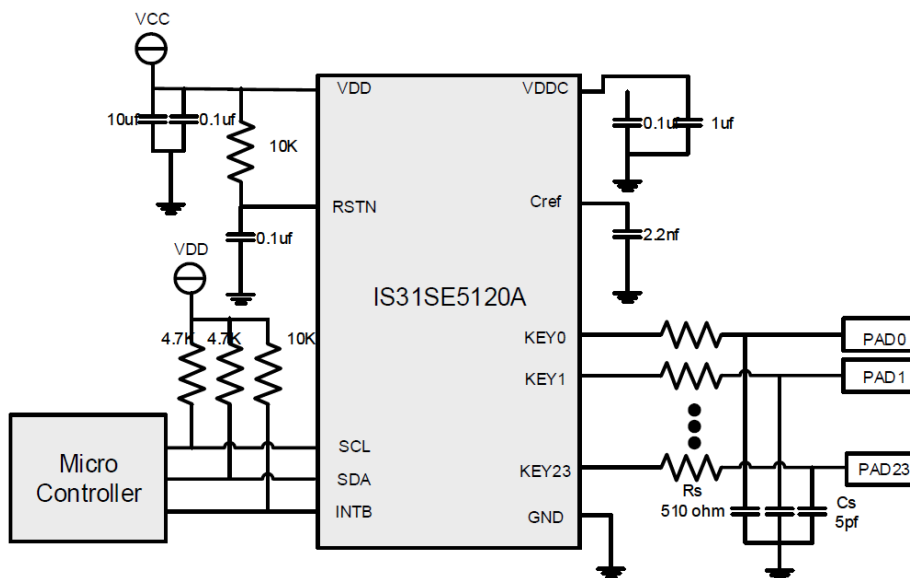 VCC
VDD
VDDC
10uf
0.1uf
0.1uf
1uf
10K
RSTN
Cref
0.1uf
2.2nf
VDD
IS31SE5120A
4.7K
4.7K
10K
KEY0
PAD0
KEY1
PAD1
Micro
Controller
SCL
SDA
INTB
KEY23
PAD23
Rs
510 ohm
Cs
5pf
GND